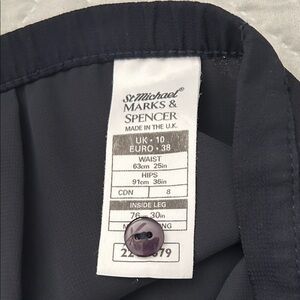 St Michael®
MARKS &
SPENCER
MADE IN THE U.K.
UK • 10
EURO • 38
WAIST
63cm 25in
HIPS
91cm 36in
CDN 8
INSIDE LEG
76 30in